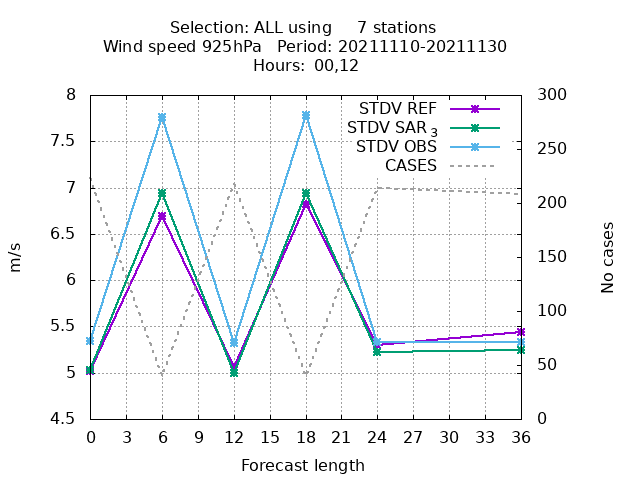 Selection: ALL using 7 stations
Wind speed 925hPa Period: 20211110-20211130
Hours: 00,12
8
7.5
7
6.5
6
5.5
5
4.5
m/s
STDV REF
STDV SAR 3
STDV OBS
CASES
300
250
200
150
100
50
0
No cases
0 3 6 9 12 15 18 21 24 27 30 33 36
Forecast length